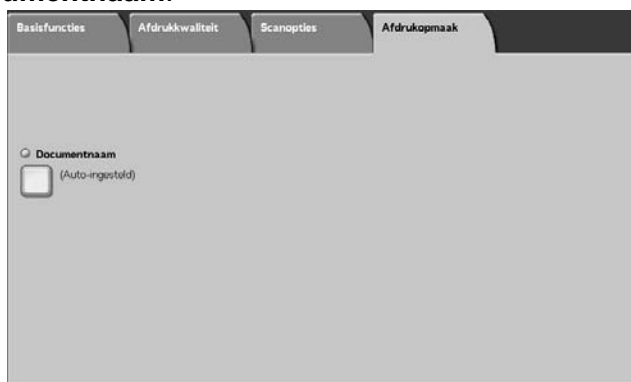 Basisfuncties
Afdrukkwaliteit
Scanopties
Afdrukopmaak
Documentnaam
(Auto-ingesteld)